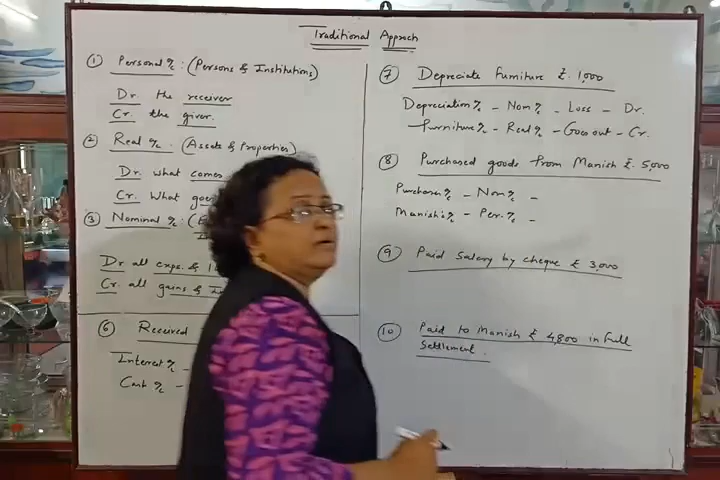 Traditional Approch
① Personal a/c : (Persons & Institutions)
Dr. the receiver
Cr. the giver.
② Real a/c : (Assets & Properties)
Dr. what comes
Cr. What
③ Nominal a/c : (
Dr all exps. &
Cr. all gains &
⑥ Received
Interest a/c -
Cash a/c -
⑦ Depreciate furniture ₹. 1,000
Depreciation a/c - Nom a/c - Loss - Dr.
Furniture a/c - Real a/c - Goes out - Cr.
⑧ Purchased goods from Manish ₹. 5,000
Purchases a/c - Nom a/c -
Manish's a/c - Per. a/c -
⑨ Paid Salary by cheque ₹ 3,000
⑩ Paid to Manish ₹ 4,800 in full
Settlement.